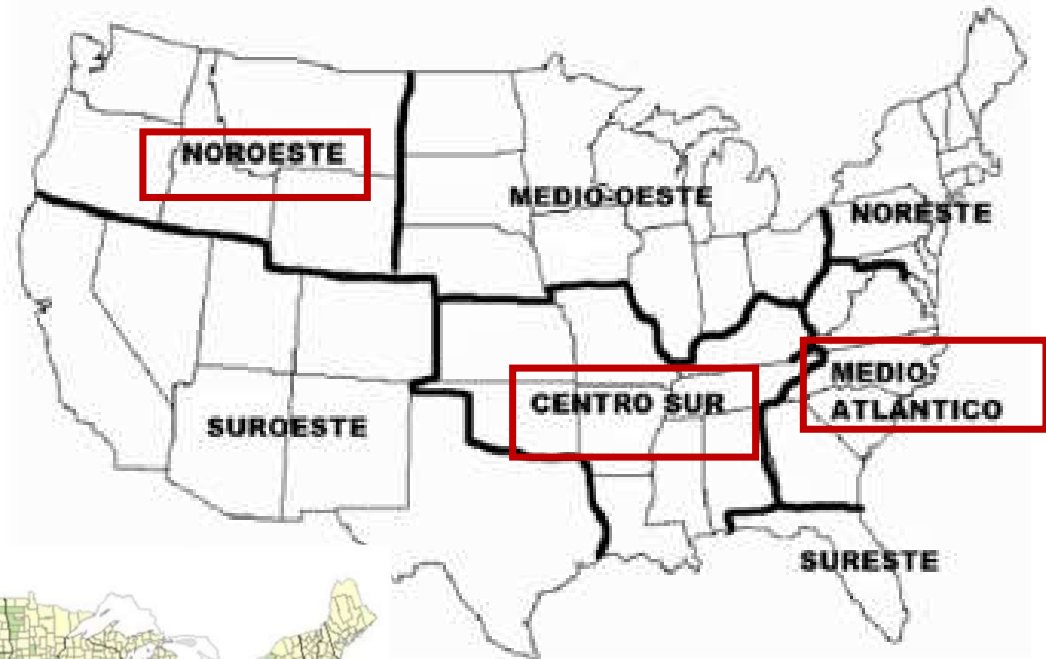 NOROESTE
MEDIO-OESTE
NORESTE
MEDIO-
ATLANTICO
CENTRO SUR
SUROESTE
SURESTE